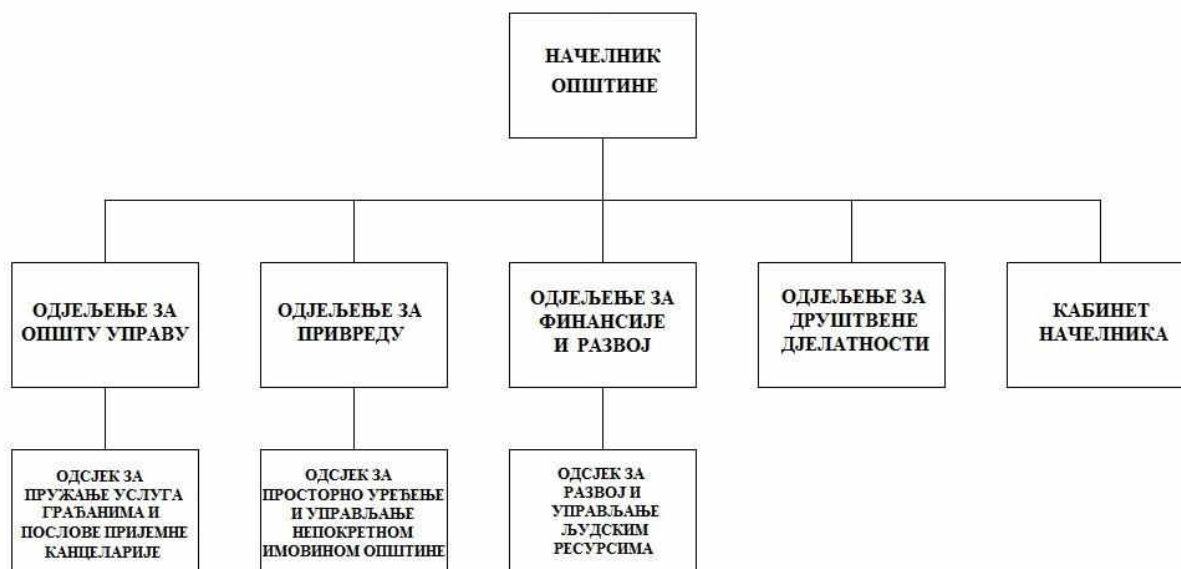 НАЧЕЛНИК
ОПШТИНЕ
ОДЈЕЉЕЊЕ ЗА
ОПШТУ УПРАВУ
ОДЈЕЉЕЊЕ ЗА
ПРИВРЕДУ
ОДЈЕЉЕЊЕ ЗА
ФИНАНСИЈЕ
И РАЗВОЈ
ОДЈЕЉЕЊЕ ЗА
ДРУШТВЕНЕ
ДЈЕЛАТНОСТИ
КАБИНЕТ
НАЧЕЛНИКА
ОДСЈЕК ЗА
ПРУЖАЊЕ УСЛУГА
ГРАЂАНИМА И
ПОСЛОВЕ ПРИЈЕМНЕ
КАНЦЕЛАРИЈЕ
ОДСЈЕК ЗА
ПРОСТОРНО УРЕЂЕЊЕ
И УПРАВЉАЊЕ
НЕПОКРЕТНОМ
ИМОВИНОМ ОПШТИНЕ
ОДСЈЕК ЗА
РАЗВОЈ И
УПРАВЉАЊЕ
ЉУДСКИМ
РЕСУРСИМА